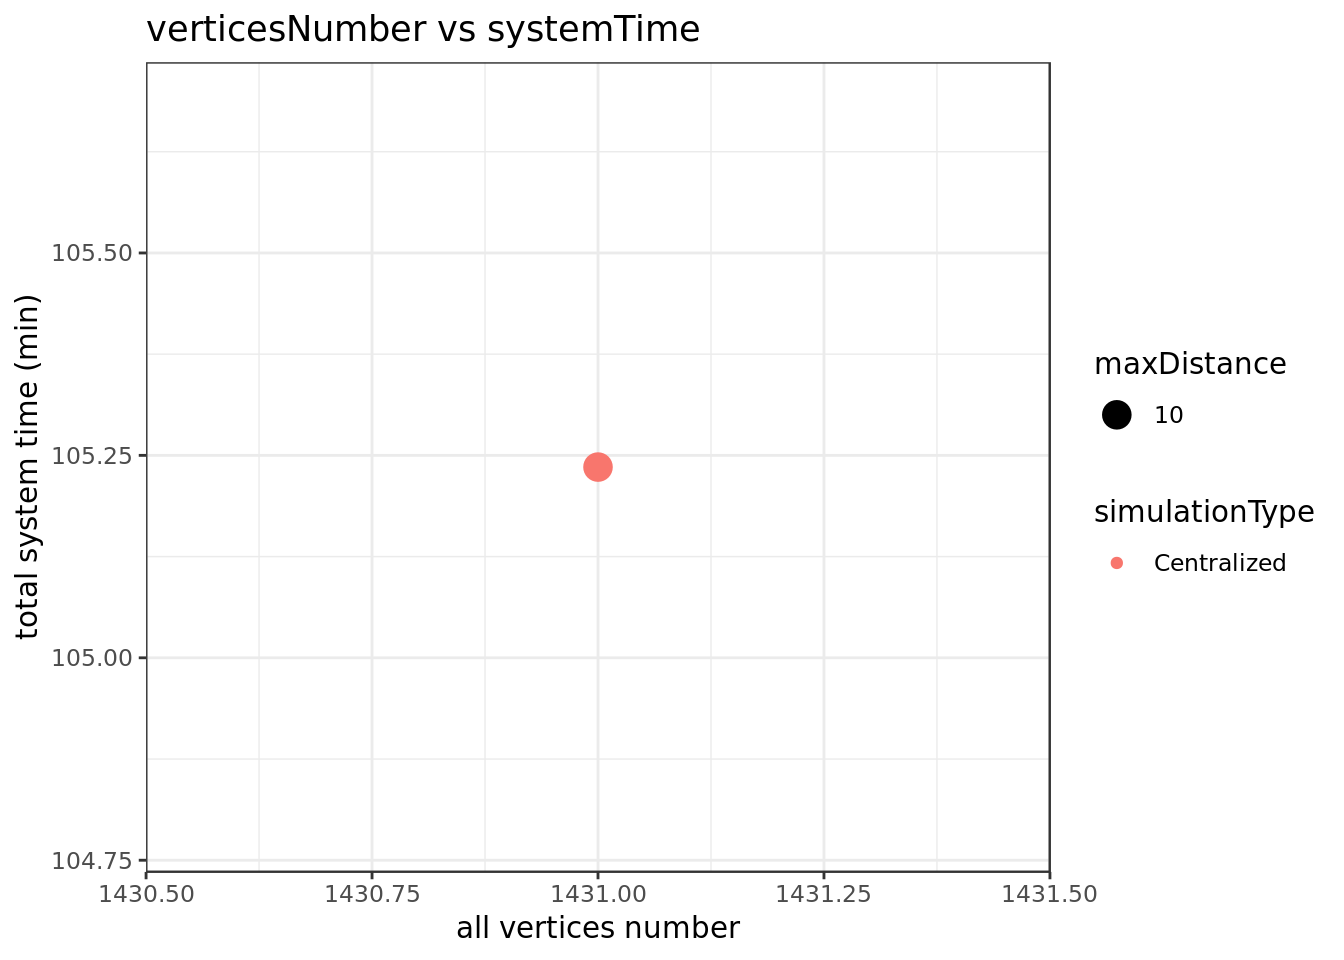 verticesNumber vs systemTime
total system time (min)
105.50
105.25
105.00
104.75
1430.50 1430.75 1431.00 1431.25 1431.50
all vertices number
maxDistance
10
simulationType
Centralized